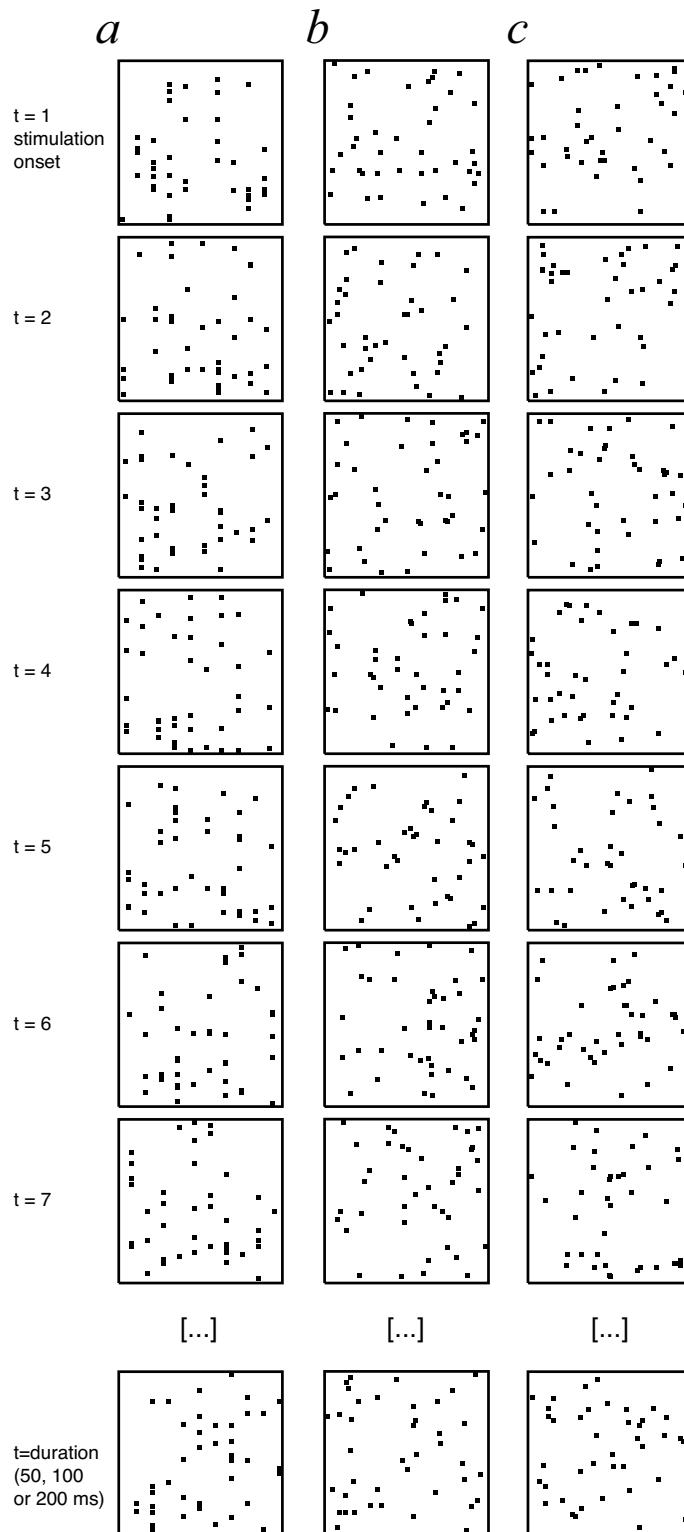 a b c
t = 1
stimulation
onset
t = 2
t = 3
t = 4
t = 5
t = 6
t = 7
[...] [...] [...]
t=duration
(50, 100
or 200 ms)